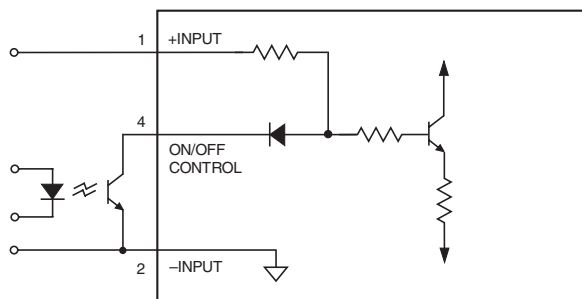 1
+INPUT
4
ON/OFF
CONTROL
2
–INPUT